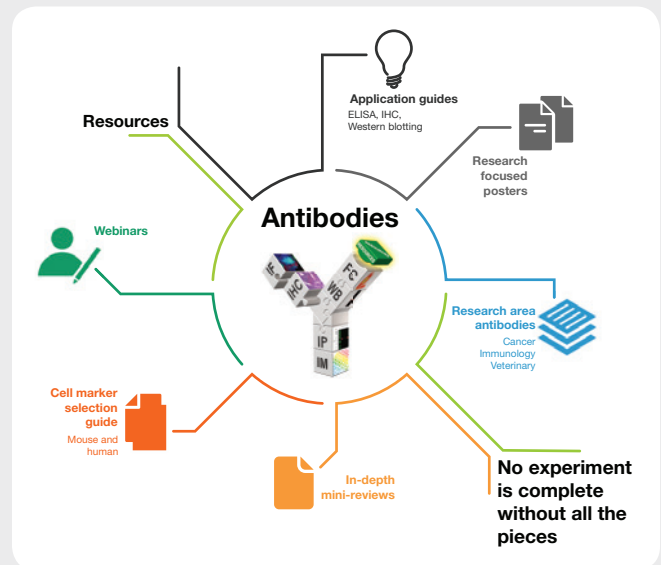 Application guides
ELISA, IHC,
Western blotting
Resources
Research
focused
posters
Antibodies
Webinars
IF
IHC
FC
WB
IP
IM
Research area
antibodies
Cancer
Immunology
Veterinary
Cell marker
selection
guide
Mouse and
human
In-depth
mini-reviews
No experiment
is complete
without all the
pieces